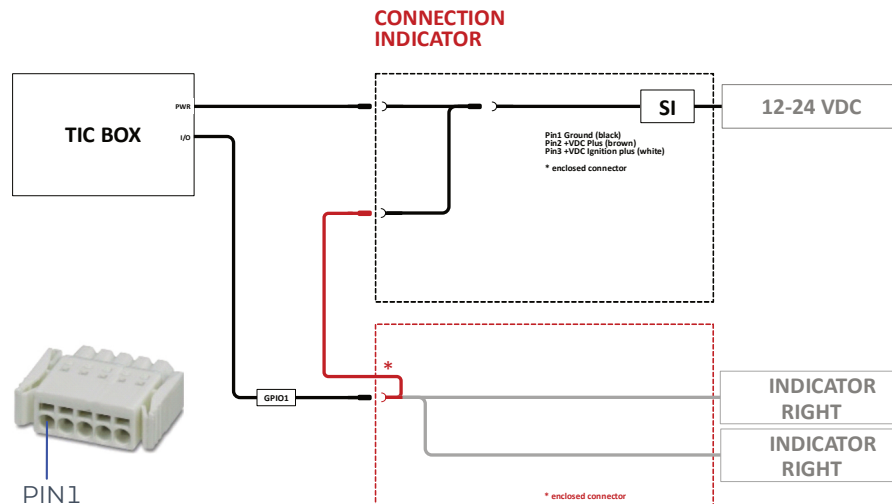 CONNECTION
INDICATOR
PWR
TIC BOX
I/O
SI
12-24 VDC
Pin1 Ground (black)
Pin2 +VDC Plus (brown)
Pin3 +VDC Ignition plus (white)
* enclosed connector
*
GPIO1
INDICATOR
RIGHT
INDICATOR
RIGHT
PIN1
* enclosed connector